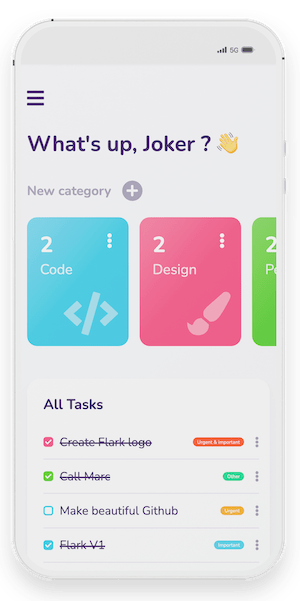 5G
What's up, Joker ? 👋
New category
2
Code
2
Design
2
All Tasks
Create Flark logo Urgent & Important
Call Marc Other
Make beautiful Github Urgent
Flark V1 Important